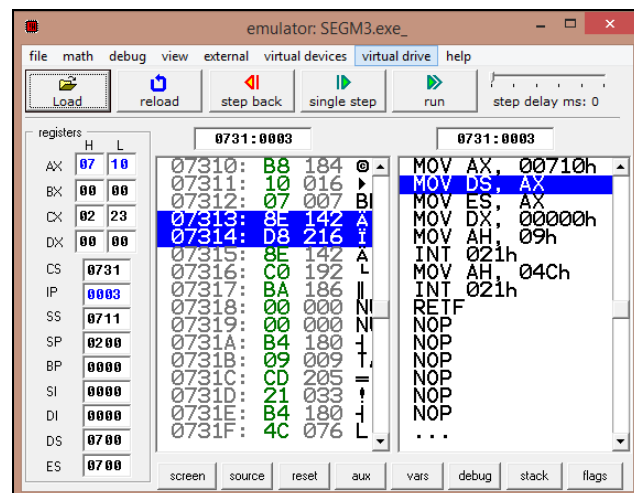 emulator: SEGM3.exe_
file math debug view external virtual devices virtual drive help
Load reload step back single step run step delay ms: 0
registers
H L
AX 07 10
BX 00 00
CX 02 23
DX 00 00
CS 0731
IP 0003
SS 0711
SP 0200
BP 0000
SI 0000
DI 0000
DS 0700
ES 0700
0731:0003
07310: B8 184 ©
07311: 10 016 ►
07312: 07 007
07313: 8E 142 Ä
07314: D8 216 Ï
07315: 8E 142 Ä
07316: C0 192 └
07317: BA 186 ║
07318: 00 000
07319: 00 000
0731A: B4 180 ┤
0731B: 09 009
0731C: CD 205 =
0731D: 21 033 !
0731E: B4 180 ┤
0731F: 4C 076 L
0731:0003
MOV AX, 00710h
MOV DS, AX
MOV ES, AX
MOV DX, 00000h
MOV AH, 09h
INT 021h
MOV AH, 04Ch
INT 021h
RETF
NOP
NOP
NOP
NOP
NOP
NOP
...
screen source reset aux vars debug stack flags